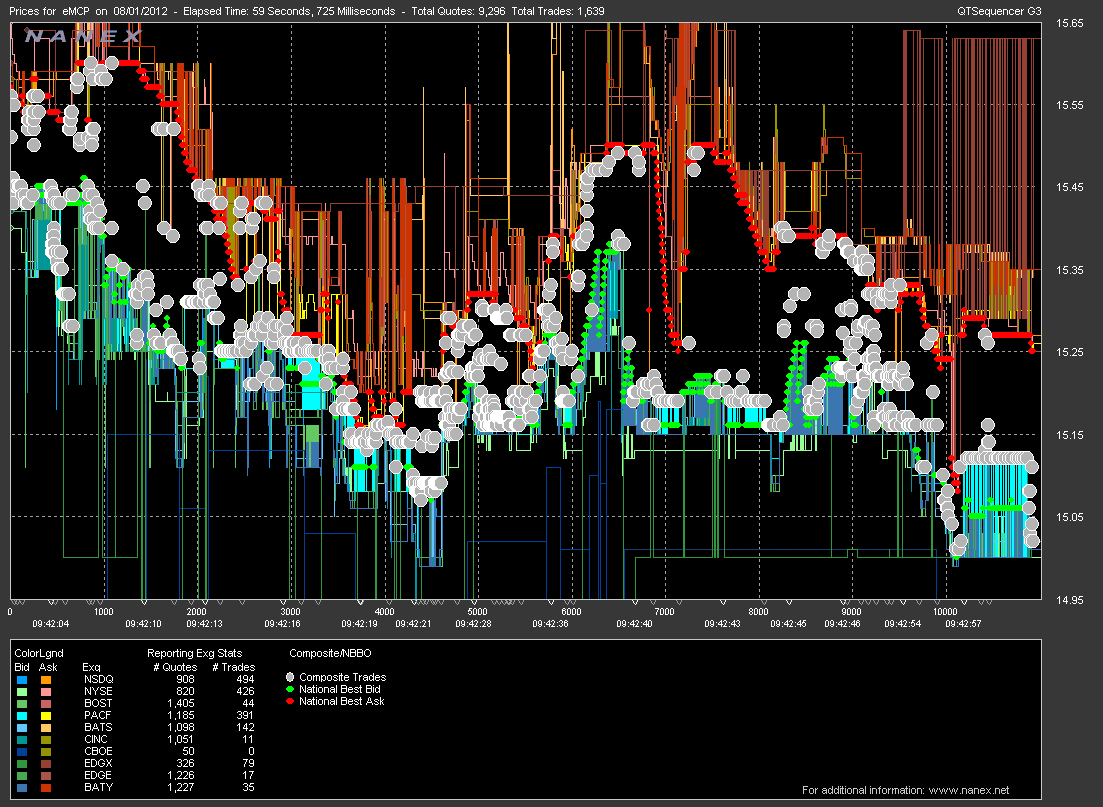 Prices for eMCP on 08/01/2012 - Elapsed Time: 59 Seconds, 725 Milliseconds - Total Quotes: 9,296 Total Trades: 1,639 QTSequencer G3
NANEX
15.65
15.55
15.45
15.35
15.25
15.15
15.05
14.95
0 1000 2000 3000 4000 5000 6000 7000 8000 9000 10000
09:42:04 09:42:10 09:42:13 09:42:16 09:42:19 09:42:21 09:42:28 09:42:36 09:42:40 09:42:43 09:42:45 09:42:46 09:42:54 09:42:57
ColorLgnd Reporting Exg Stats Composite/NBBO
Bid Ask Exg # Quotes # Trades
NSDQ 908 494
NYSE 820 426
BOST 1,405 44
PACF 1,185 391
BATS 1,098 142
CINC 1,051 11
CBOE 50 0
EDGX 326 79
EDGE 1,226 17
BATY 1,227 35
Composite Trades
National Best Bid
National Best Ask
For additional information: www.nanex.net